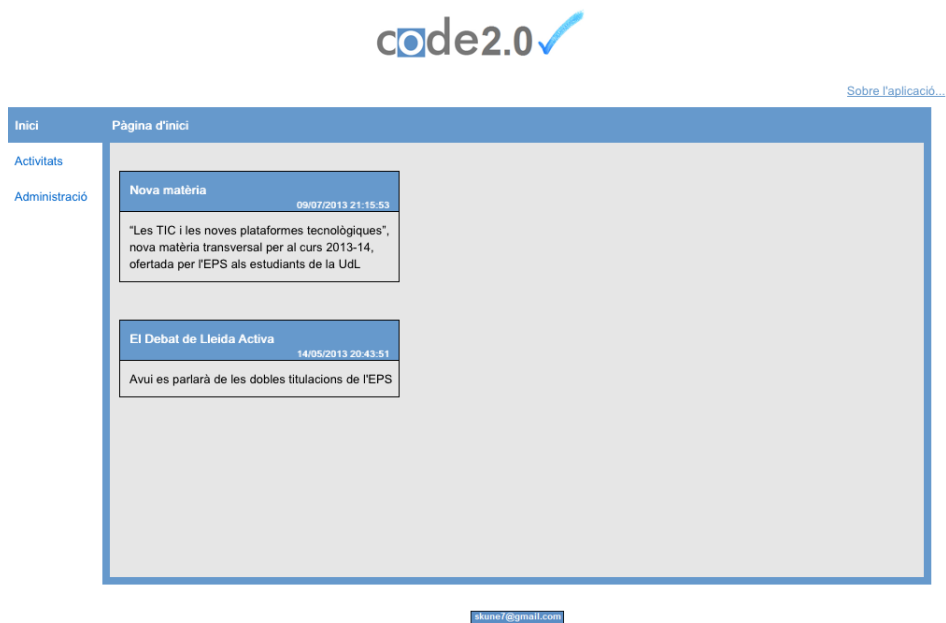 code2.0
Sobre l'aplicació...
Inici
Pàgina d'inici
Activitats
Administració
Nova matèria
09/07/2013 21:15:53
“Les TIC i les noves plataformes tecnològiques”,
nova matèria transversal per al curs 2013-14,
ofertada per l'EPS als estudiants de la UdL
El Debat de Lleida Activa
14/05/2013 20:43:51
Avui es parlarà de les dobles titulacions de l'EPS
skune7@gmail.com